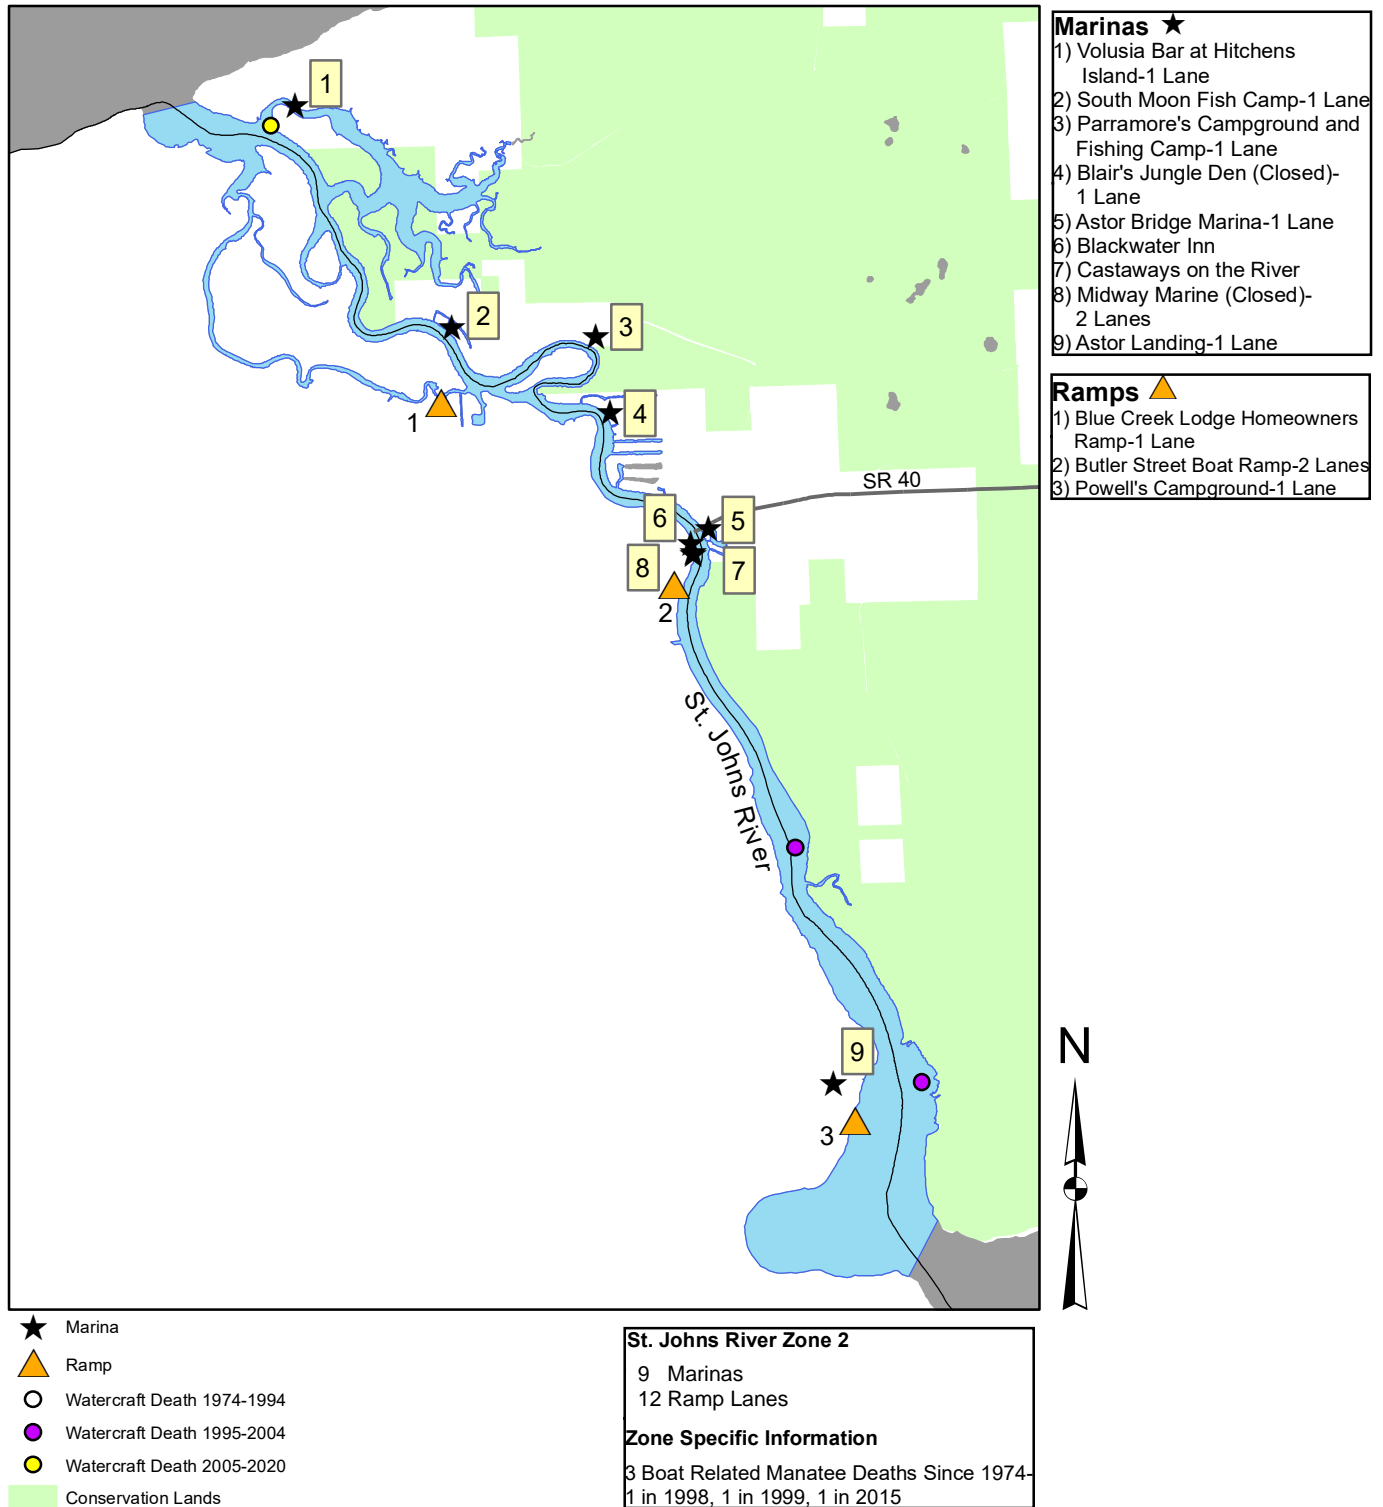 1
2
3
1
4
SR 40
6
5
8
7
2
St. Johns River
9
3
N
Marinas
1) Volusia Bar at Hitchens
Island-1 Lane
2) South Moon Fish Camp-1 Lane
3) Parramore's Campground and
Fishing Camp-1 Lane
4) Blair's Jungle Den (Closed)-
1 Lane
5) Astor Bridge Marina-1 Lane
6) Blackwater Inn
7) Castaways on the River
8) Midway Marine (Closed)-
2 Lanes
9) Astor Landing-1 Lane
Ramps
1) Blue Creek Lodge Homeowners
Ramp-1 Lane
2) Butler Street Boat Ramp-2 Lanes
3) Powell's Campground-1 Lane
Marina
Ramp
Watercraft Death 1974-1994
Watercraft Death 1995-2004
Watercraft Death 2005-2020
Conservation Lands
St. Johns River Zone 2
9 Marinas
12 Ramp Lanes
Zone Specific Information
3 Boat Related Manatee Deaths Since 1974-
1 in 1998, 1 in 1999, 1 in 2015